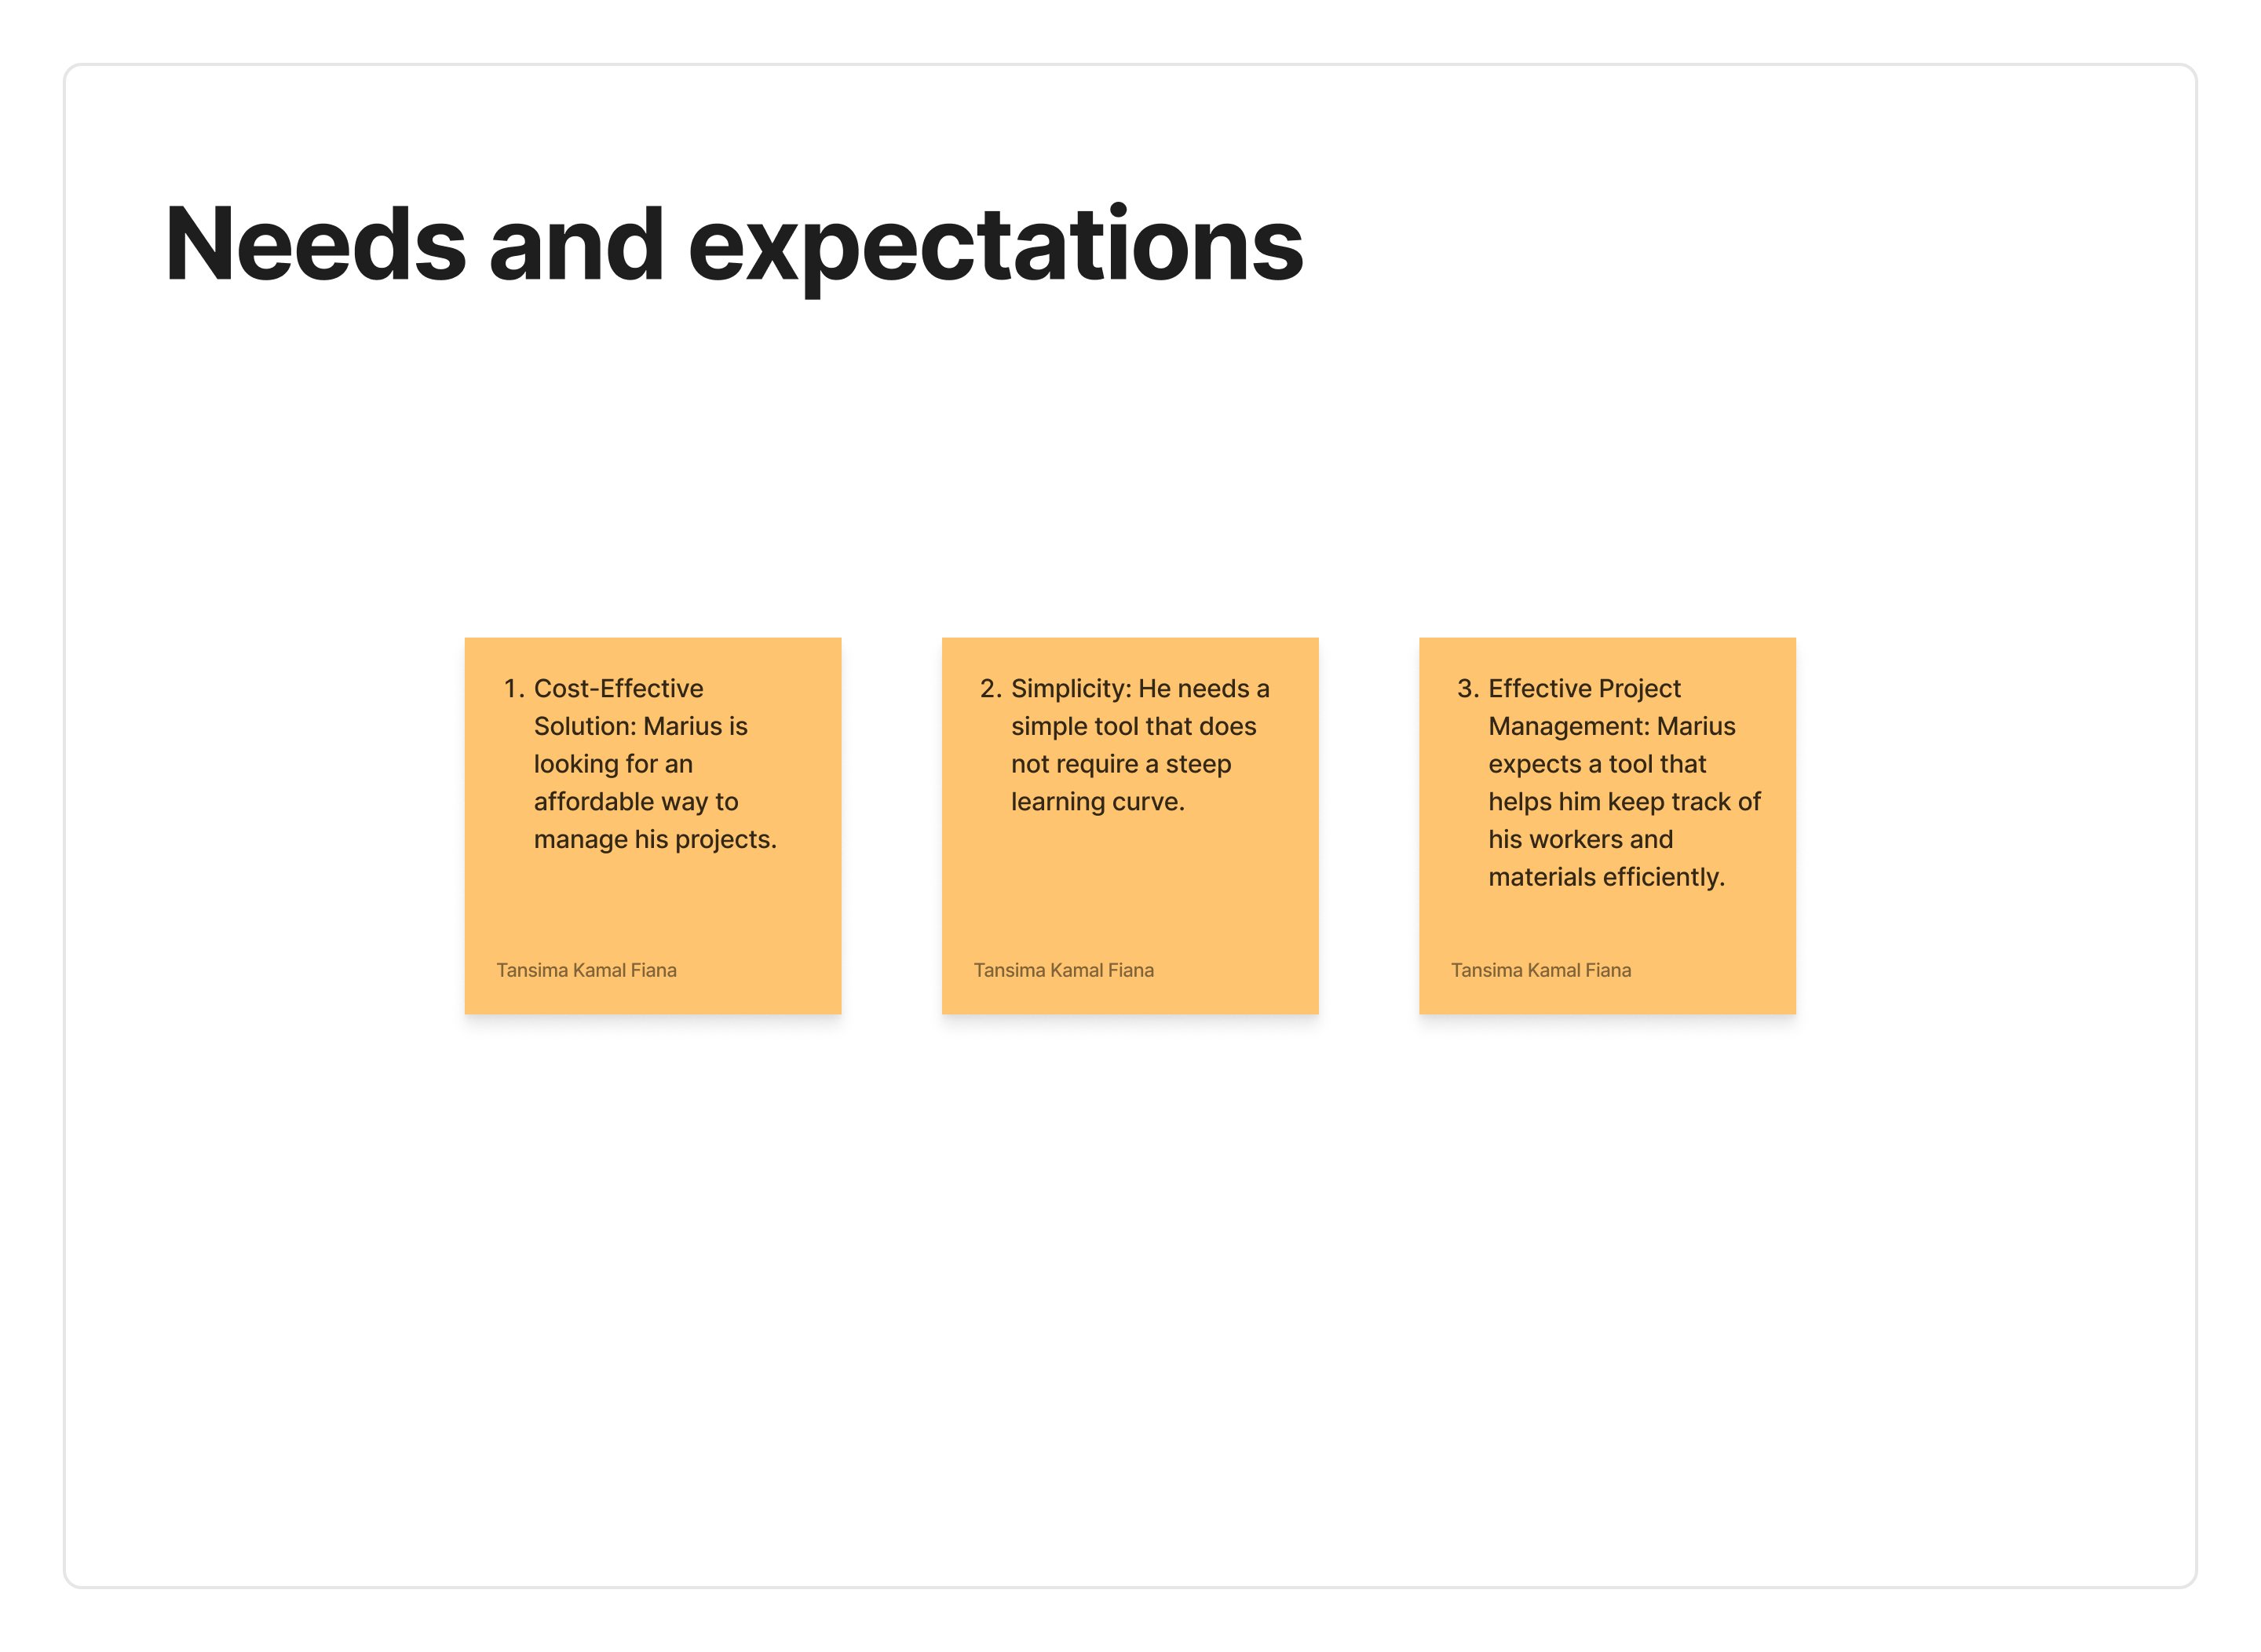 Needs and expectations
1. Cost-Effective
Solution: Marius is
looking for an
affordable way to
manage his projects.
Tansima Kamal Fiana
2. Simplicity: He needs a
simple tool that does
not require a steep
learning curve.
Tansima Kamal Fiana
3. Effective Project
Management: Marius
expects a tool that
helps him keep track of
his workers and
materials efficiently.
Tansima Kamal Fiana